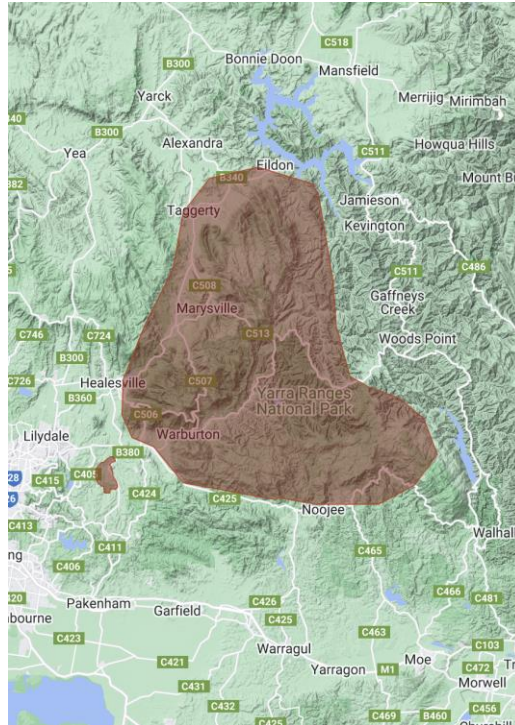 C518
B300
Bonnie Doon
Mansfield
Yarck
Merrijig
Mirimbah
B300
Alexandra
Howqua Hills
Yea
C511
Eildon
B340
Taggerty
Jamieson
Kevington
C508
C511
C486
Marysville
Gaffneys
Creek
C513
C746
C724
Woods Point
B300
C726
Healesville
C507
B360
Yarra Ranges
National Park
C506
Lilydale
Warburton
B380
C405
C415
C424
C425
Noojee
C413
C465
C411
C406
C466
C481
Pakenham
Garfield
C426
C425
C423
C463
Warragul
C103
C421
Moe
Yarragon
M1
C472
C431
Morwell
C432
C469
B460
C456
C425